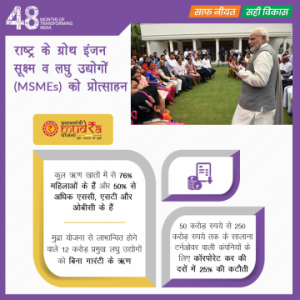 48
MONTHS OF
TRANSFORMING
INDIA
साफ नीयत
सही विकास
राष्ट्र के ग्रोथ इंजन
सूक्ष्म व लघु उद्योगों
(MSMEs) को प्रोत्साहन
प्रधानमंत्री
mudra
योजना
कुल ऋण खातों में से 76%
महिलाओं के हैं और 50% से
अधिक एससी, एसटी और
ओबीसी के हैं
मुद्रा योजना से लाभान्वित होने
वाले 12 करोड़ प्रमुख लघु उद्योगों
को बिना गारंटी के ऋण
50 करोड़ रुपये से 250
करोड़ रुपये तक के सालाना
टर्नओवर वाली कंपनियों के
लिए कॉरपोरेट कर की
दरों में 25% की कटौती